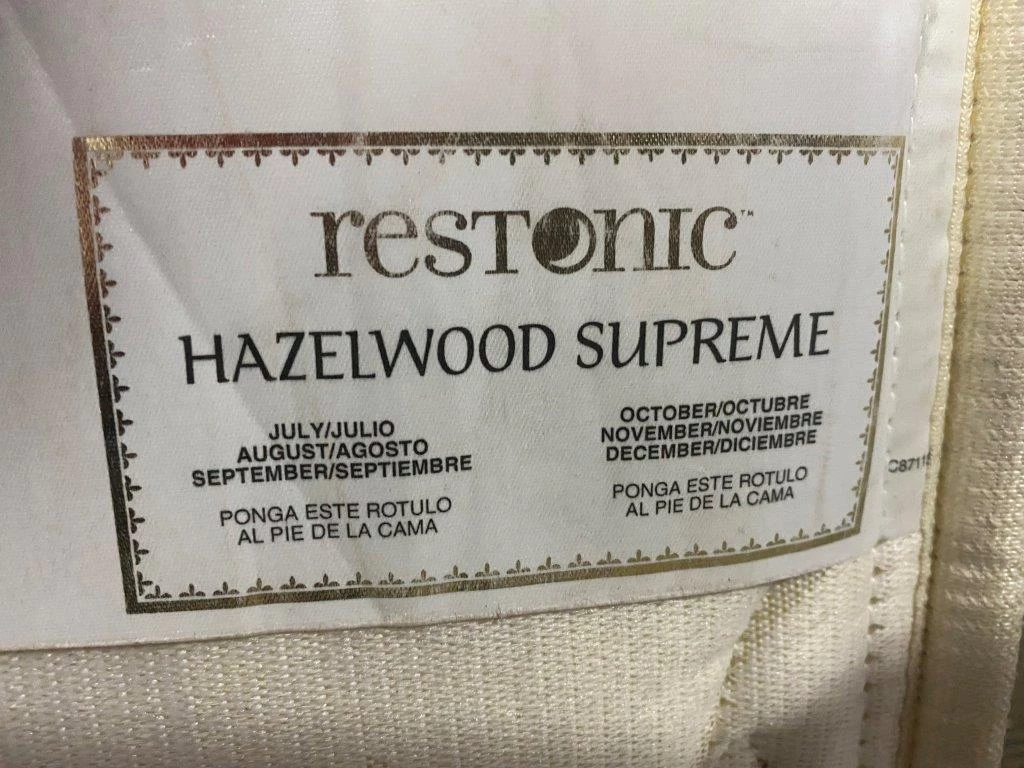 resTonic™
HAZELWOOD SUPREME
JULY/JULIO
AUGUST/AGOSTO
SEPTEMBER/SEPTIEMBRE
PONGA ESTE ROTULO
AL PIE DE LA CAMA
OCTOBER/OCTUBRE
NOVEMBER/NOVIEMBRE
DECEMBER/DICIEMBRE
PONGA ESTE ROTULO
AL PIE DE LA CAMA